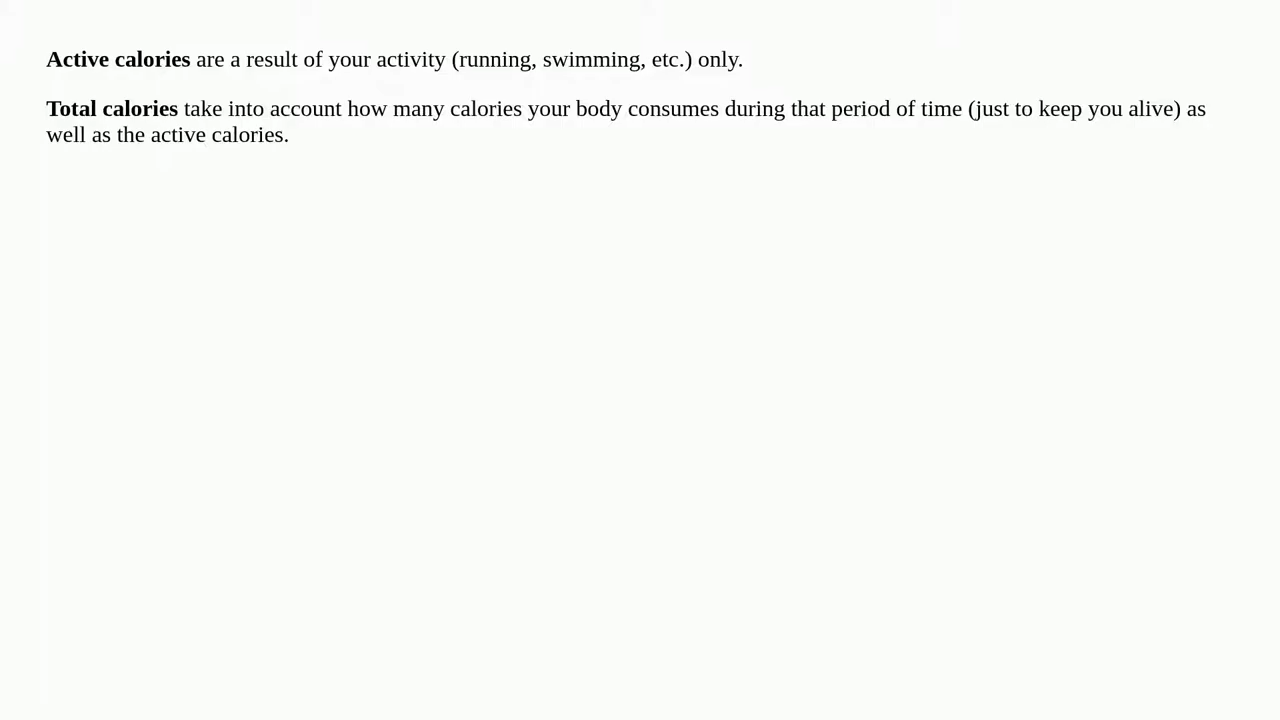 Active calories are a result of your activity (running, swimming, etc.) only.
Total calories take into account how many calories your body consumes during that period of time (just to keep you alive) as
well as the active calories.